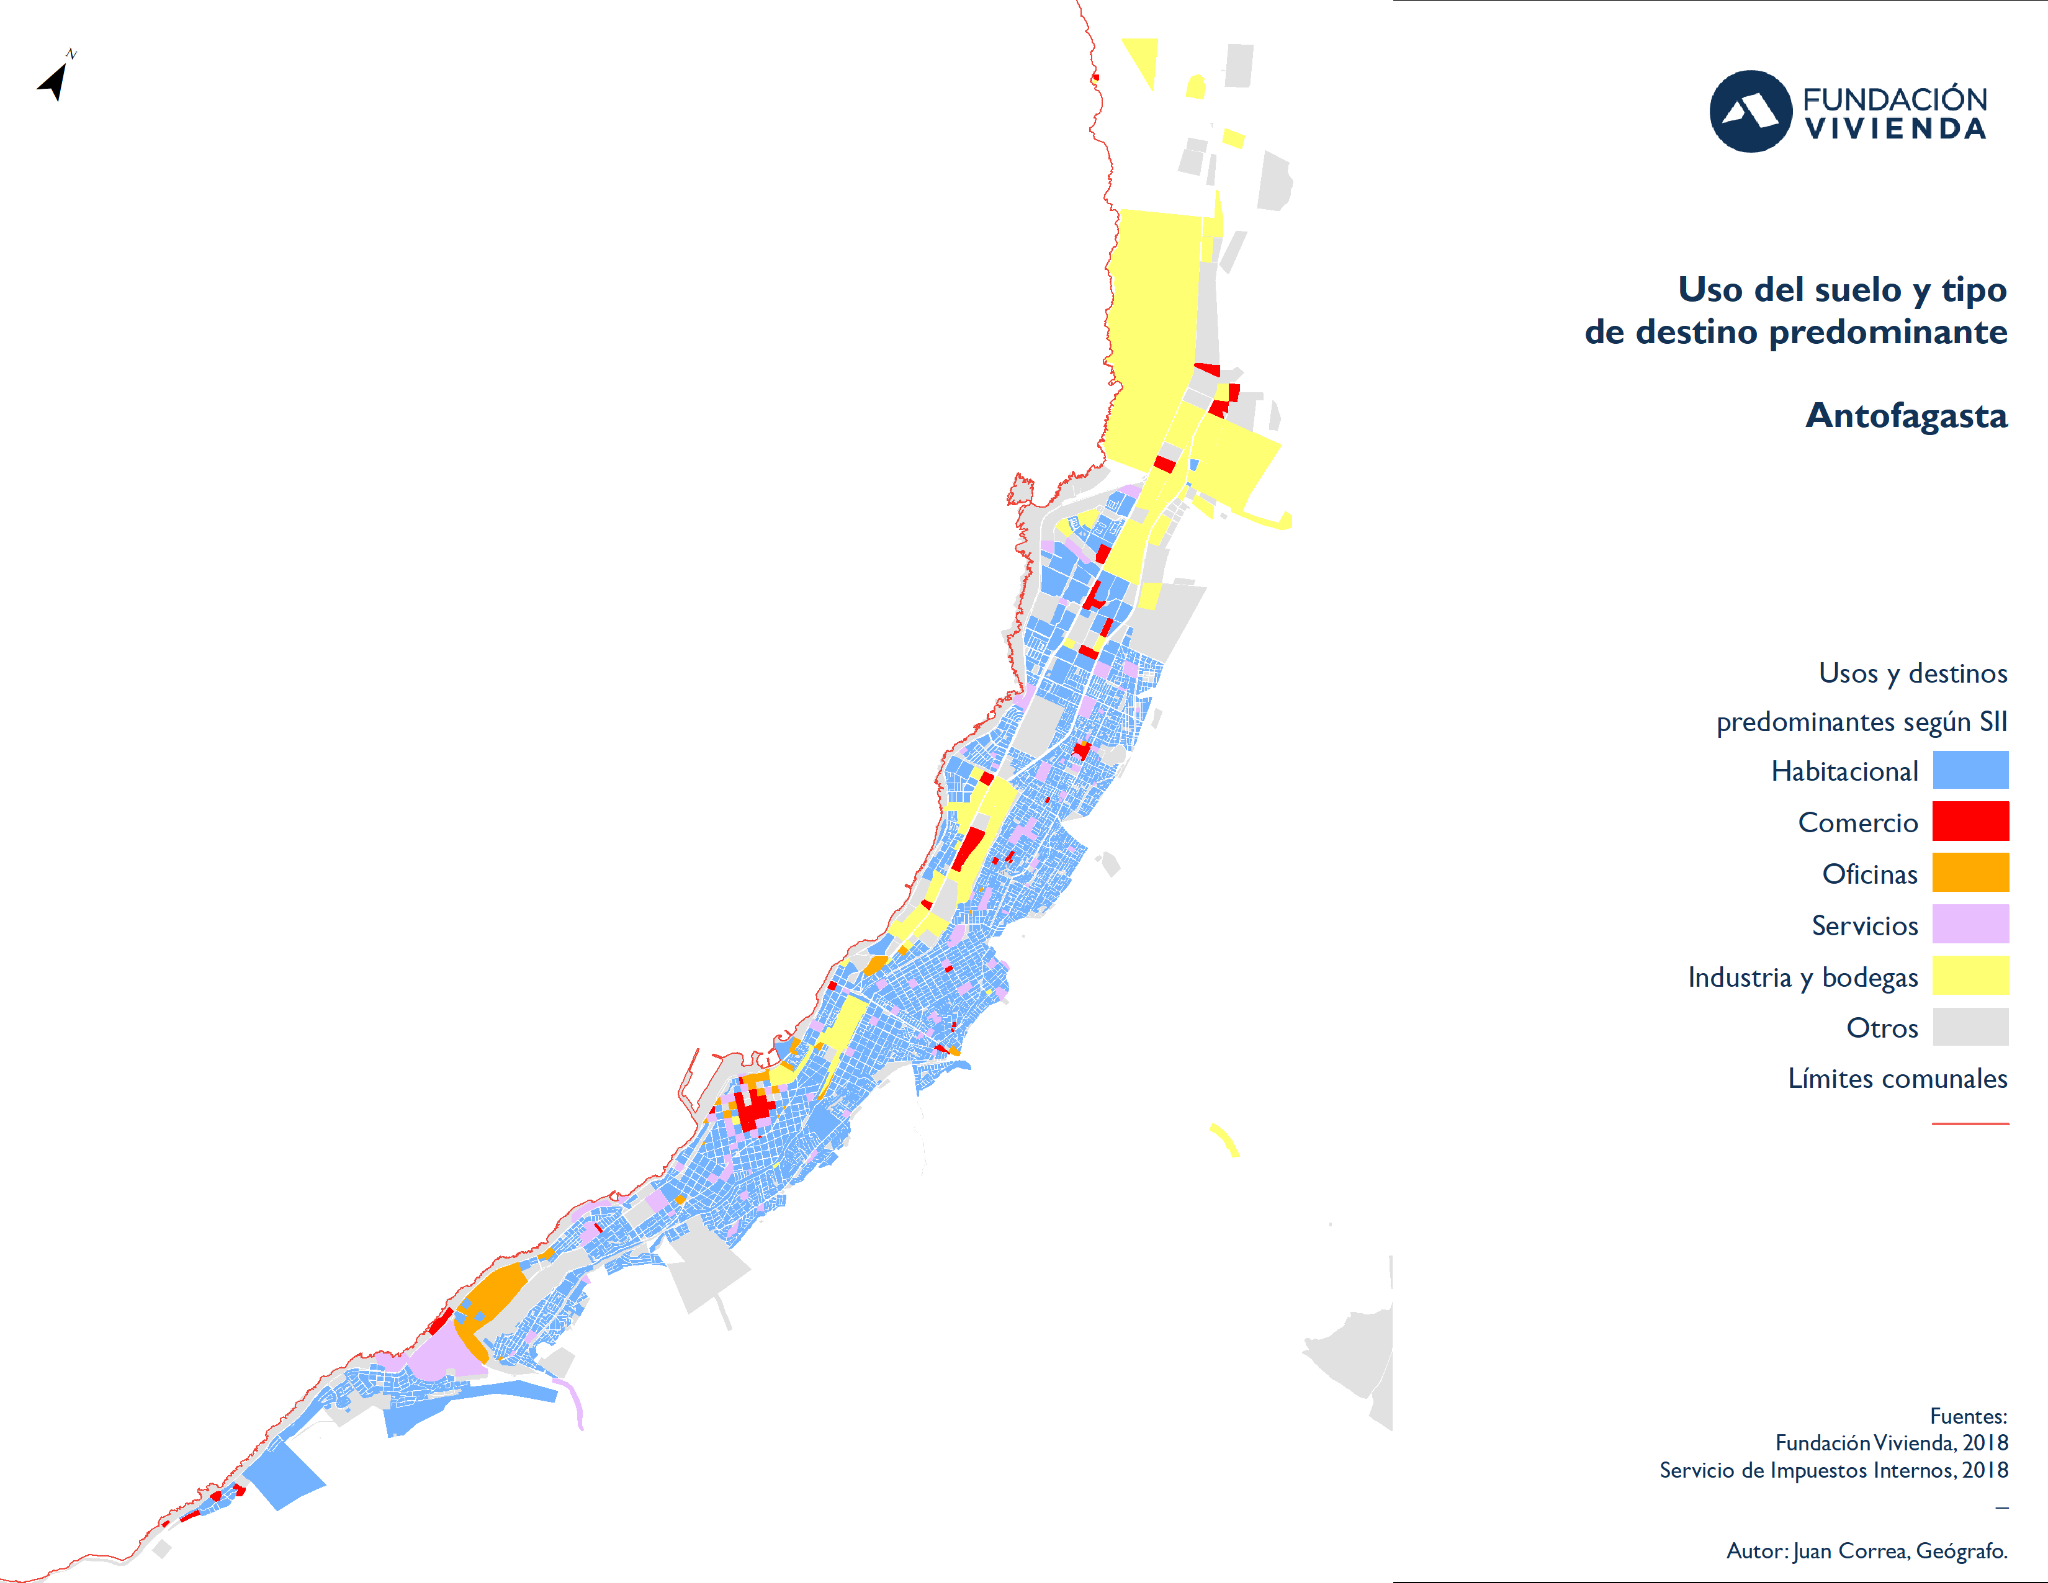 N
FUNDACIÓN
VIVIENDA
Uso del suelo y tipo
de destino predominante
Antofagasta
Usos y destinos
predominantes según SII
Habitacional
Comercio
Oficinas
Servicios
Industria y bodegas
Otros
Límites comunales
Fuentes:
Fundación Vivienda, 2018
Servicio de Impuestos Internos, 2018
–
Autor: Juan Correa, Geógrafo.